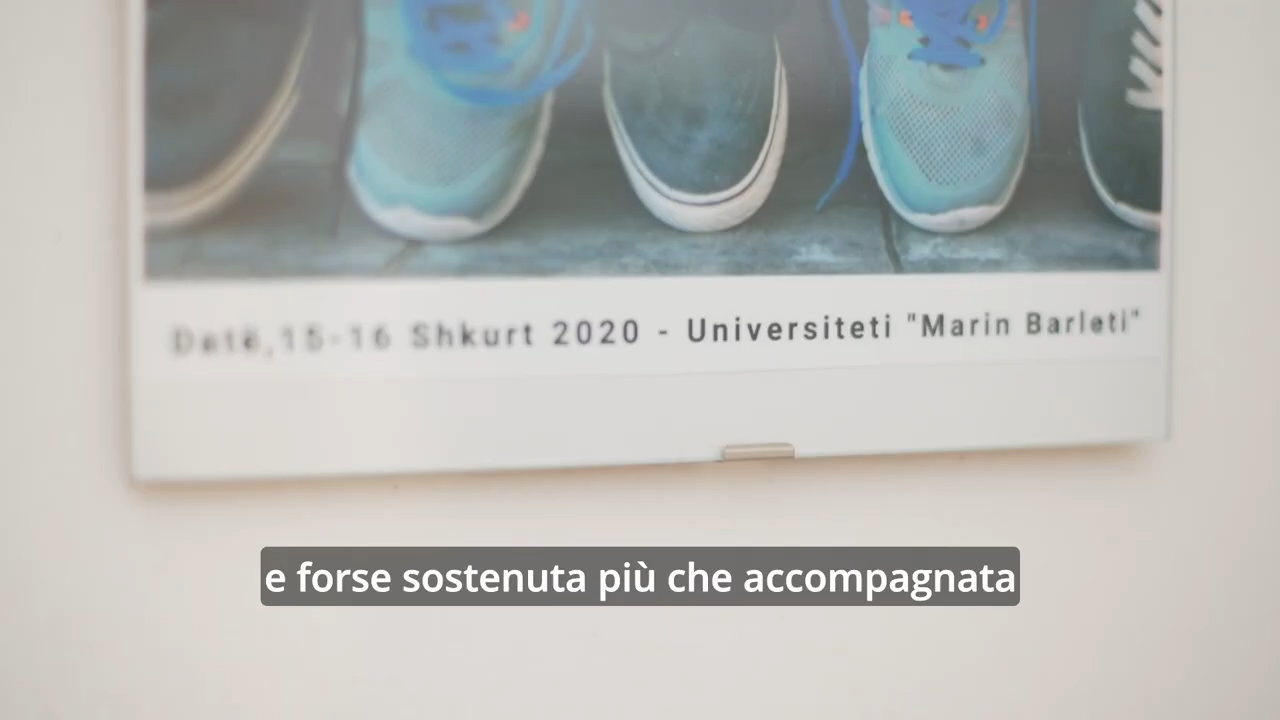 Datë,15-16 Shkurt 2020 - Universiteti "Marin Barleti"
e forse sostenuta più che accompagnata